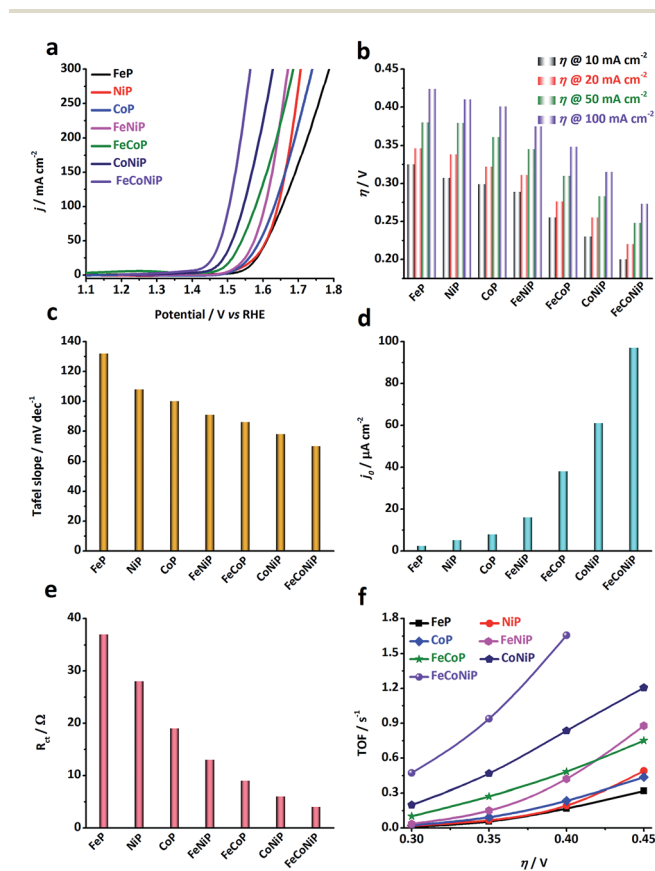 a
300
250
200
150
100
50
0
j / mA cm⁻²
FeP
NiP
CoP
FeNiP
FeCoP
CoNiP
FeCoNiP
1.1 1.2 1.3 1.4 1.5 1.6 1.7 1.8
Potential / V vs RHE
b
η @ 10 mA cm⁻²
η @ 20 mA cm⁻²
η @ 50 mA cm⁻²
η @ 100 mA cm⁻²
0.45
0.40
0.35
0.30
0.25
0.20
η / V
FeP NiP CoP FeNiP FeCoP CoNiP FeCoNiP
c
140
120
100
80
60
40
20
0
Tafel slope / mV dec⁻¹
FeP NiP CoP FeNiP FeCoP CoNiP FeCoNiP
d
100
80
60
40
20
0
j₀ / μA cm⁻²
FeP NiP CoP FeNiP FeCoP CoNiP FeCoNiP
e
40
30
20
10
0
Rct / Ω
FeP NiP CoP FeNiP FeCoP CoNiP FeCoNiP
f
1.8
1.5
1.2
0.9
0.6
0.3
0.0
TOF / s⁻¹
FeP NiP
CoP FeNiP
FeCoP CoNiP
FeCoNiP
0.30 0.35 0.40 0.45
η / V